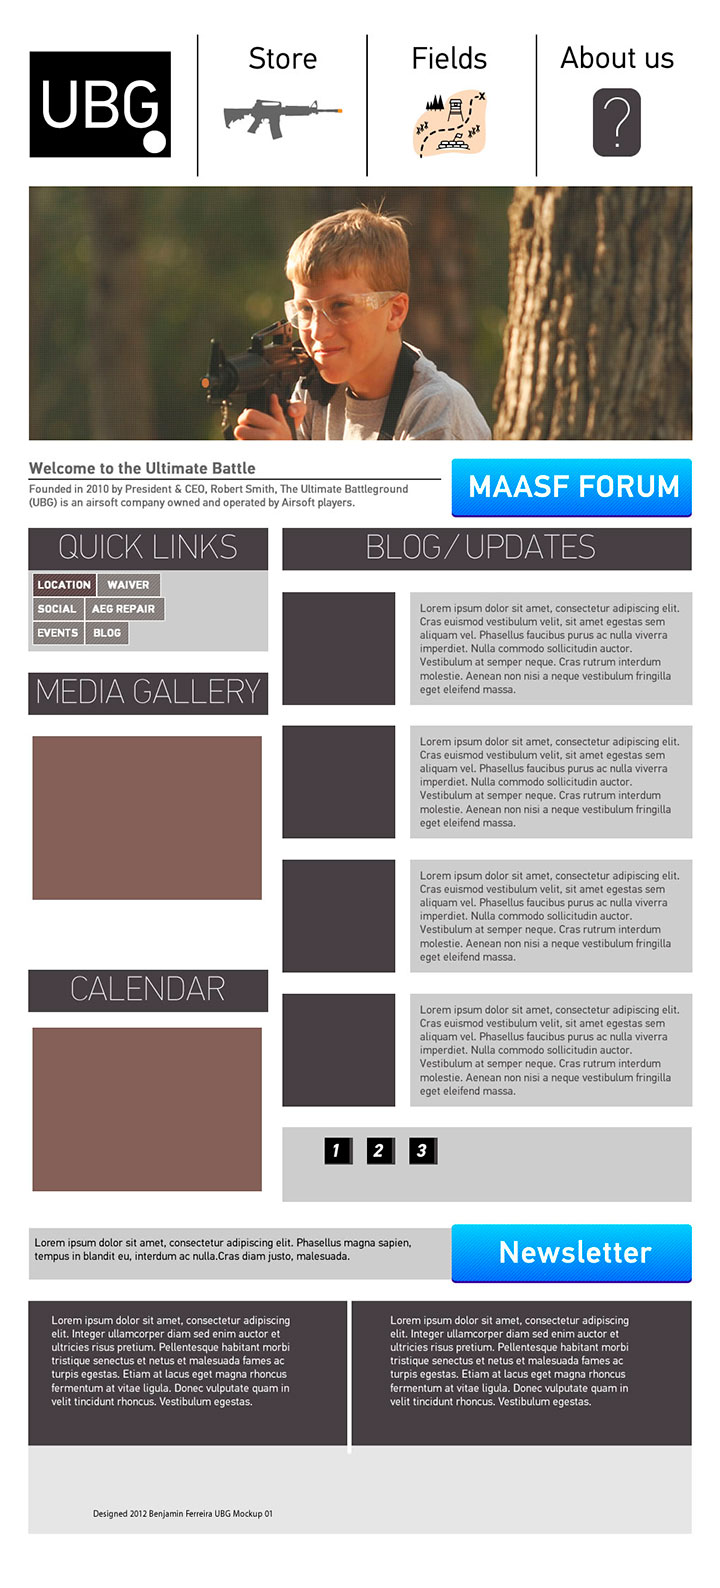 UBG
Store
Fields
About us
?
Welcome to the Ultimate Battle
Founded in 2010 by President & CEO, Robert Smith, The Ultimate Battleground
(UBG) is an airsoft company owned and operated by Airsoft players.
MAASF FORUM
QUICK LINKS
LOCATION WAIVER
SOCIAL AEG REPAIR
EVENTS BLOG
MEDIA GALLERY
CALENDAR
BLOG/UPDATES
Lorem ipsum dolor sit amet, consectetur adipiscing elit.
Cras euismod vestibulum velit, sit amet egestas sem
aliquam vel. Phasellus faucibus purus ac nulla viverra
imperdiet. Nulla commodo sollicitudin auctor.
Vestibulum at semper neque. Cras rutrum interdum
molestie. Aenean non nisi a neque vestibulum fringilla
eget eleifend massa.
Lorem ipsum dolor sit amet, consectetur adipiscing elit.
Cras euismod vestibulum velit, sit amet egestas sem
aliquam vel. Phasellus faucibus purus ac nulla viverra
imperdiet. Nulla commodo sollicitudin auctor.
Vestibulum at semper neque. Cras rutrum interdum
molestie. Aenean non nisi a neque vestibulum fringilla
eget eleifend massa.
Lorem ipsum dolor sit amet, consectetur adipiscing elit.
Cras euismod vestibulum velit, sit amet egestas sem
aliquam vel. Phasellus faucibus purus ac nulla viverra
imperdiet. Nulla commodo sollicitudin auctor.
Vestibulum at semper neque. Cras rutrum interdum
molestie. Aenean non nisi a neque vestibulum fringilla
eget eleifend massa.
Lorem ipsum dolor sit amet, consectetur adipiscing elit.
Cras euismod vestibulum velit, sit amet egestas sem
aliquam vel. Phasellus faucibus purus ac nulla viverra
imperdiet. Nulla commodo sollicitudin auctor.
Vestibulum at semper neque. Cras rutrum interdum
molestie. Aenean non nisi a neque vestibulum fringilla
eget eleifend massa.
1 2 3
Lorem ipsum dolor sit amet, consectetur adipiscing elit. Phasellus magna sapien,
tempus in blandit eu, interdum ac nulla.Cras diam justo, malesuada.
Newsletter
Lorem ipsum dolor sit amet, consectetur adipiscing
elit. Integer ullamcorper diam sed enim auctor et
ultricies risus pretium. Pellentesque habitant morbi
tristique senectus et netus et malesuada fames ac
turpis egestas. Etiam at lacus eget magna rhoncus
fermentum at vitae ligula. Donec vulputate quam in
velit tincidunt rhoncus. Vestibulum egestas.
Lorem ipsum dolor sit amet, consectetur adipiscing
elit. Integer ullamcorper diam sed enim auctor et
ultricies risus pretium. Pellentesque habitant morbi
tristique senectus et netus et malesuada fames ac
turpis egestas. Etiam at lacus eget magna rhoncus
fermentum at vitae ligula. Donec vulputate quam in
velit tincidunt rhoncus. Vestibulum egestas.
Designed 2012 Benjamin Ferreira UBG Mockup 01